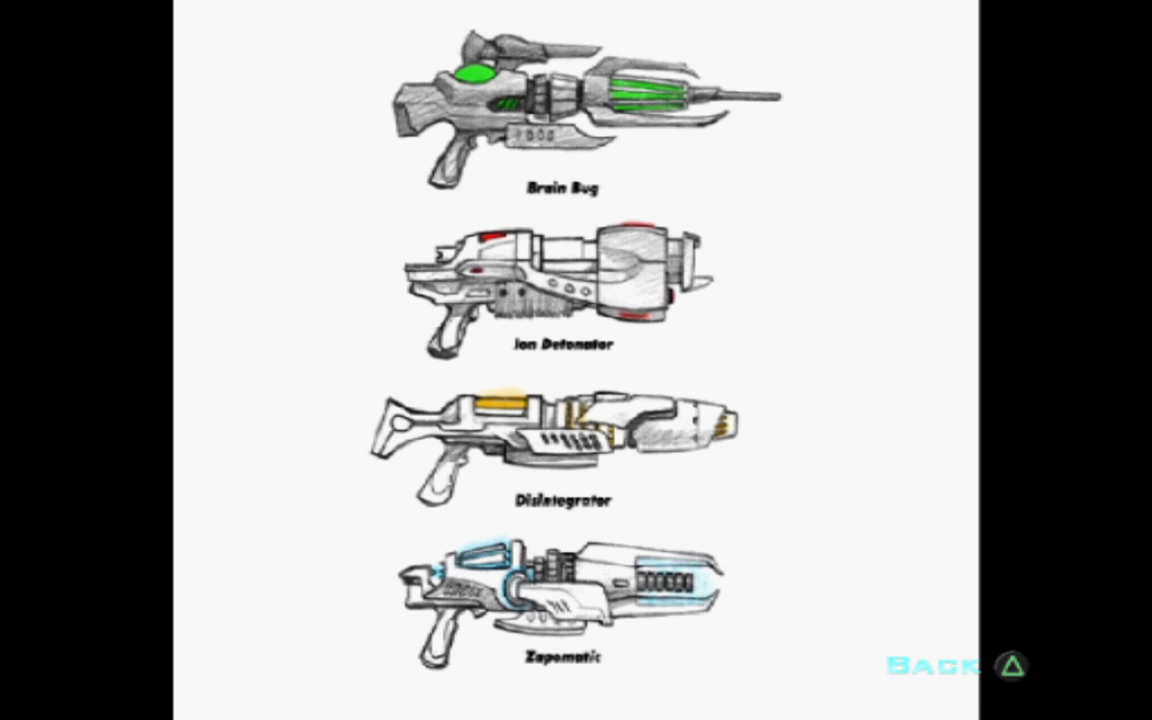 Brain Bug
Ion Detonator
Disintegrator
Zapomatic
Back